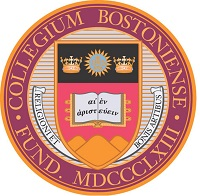 COLLEGIUM BOSTONIENSE
FUND. MDCCCLXIII
αἰὲν
ἀριστεύειν
RELIGIONI ET
BONIS ARTIBUS